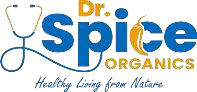 Dr.
Spice
ORGANICS
Healthy Living from Nature